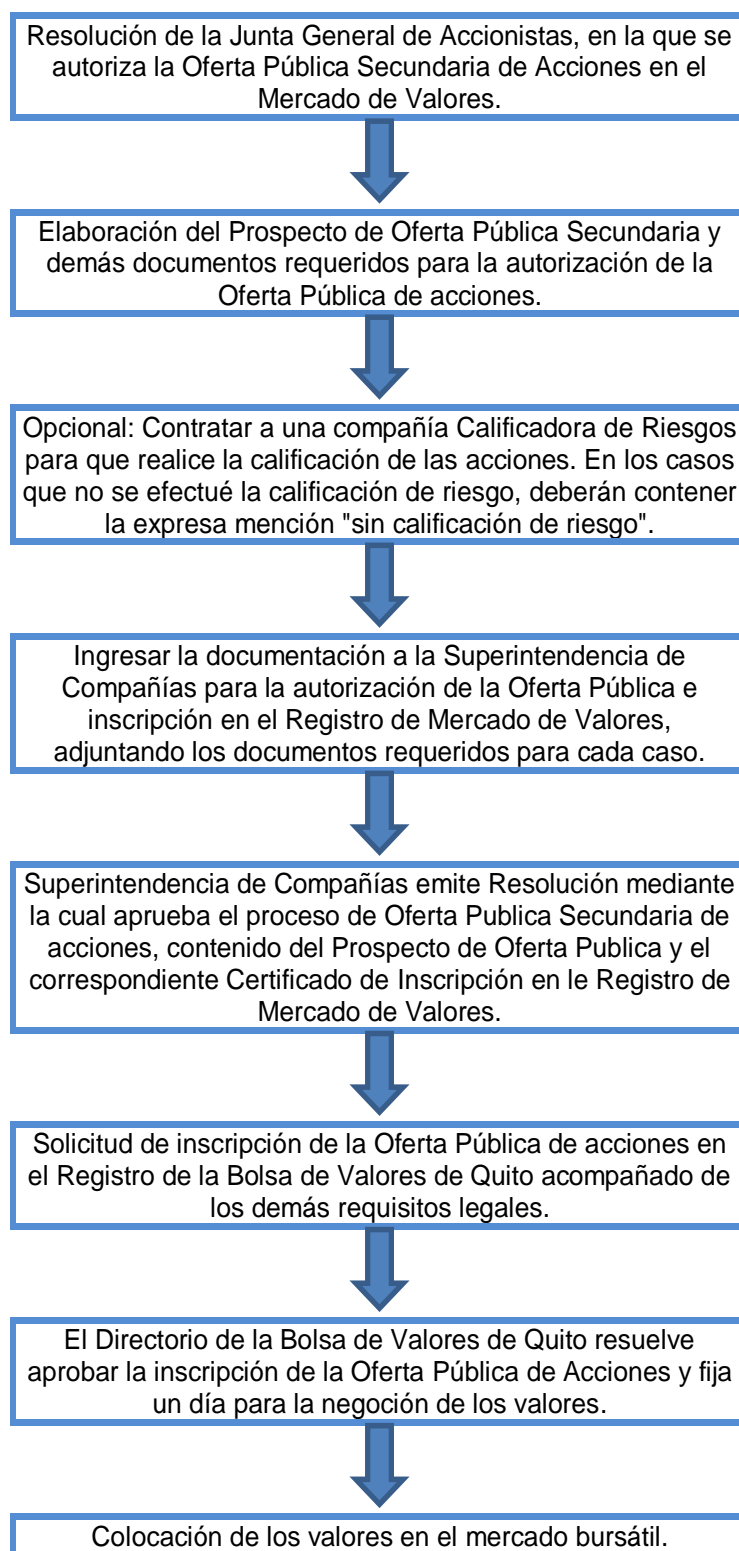 Resolución de la Junta General de Accionistas, en la que se
autoriza la Oferta Pública Secundaria de Acciones en el
Mercado de Valores.
Elaboración del Prospecto de Oferta Pública Secundaria y
demás documentos requeridos para la autorización de la
Oferta Pública de acciones.
Opcional: Contratar a una compañía Calificadora de Riesgos
para que realice la calificación de las acciones. En los casos
que no se efectué la calificación de riesgo, deberán contener
la expresa mención "sin calificación de riesgo".
Ingresar la documentación a la Superintendencia de
Compañías para la autorización de la Oferta Pública e
inscripción en el Registro de Mercado de Valores,
adjuntando los documentos requeridos para cada caso.
Superintendencia de Compañías emite Resolución mediante
la cual aprueba el proceso de Oferta Publica Secundaria de
acciones, contenido del Prospecto de Oferta Publica y el
correspondiente Certificado de Inscripción en le Registro de
Mercado de Valores.
Solicitud de inscripción de la Oferta Pública de acciones en
el Registro de la Bolsa de Valores de Quito acompañado de
los demás requisitos legales.
El Directorio de la Bolsa de Valores de Quito resuelve
aprobar la inscripción de la Oferta Pública de Acciones y fija
un día para la negoción de los valores.
Colocación de los valores en el mercado bursátil.